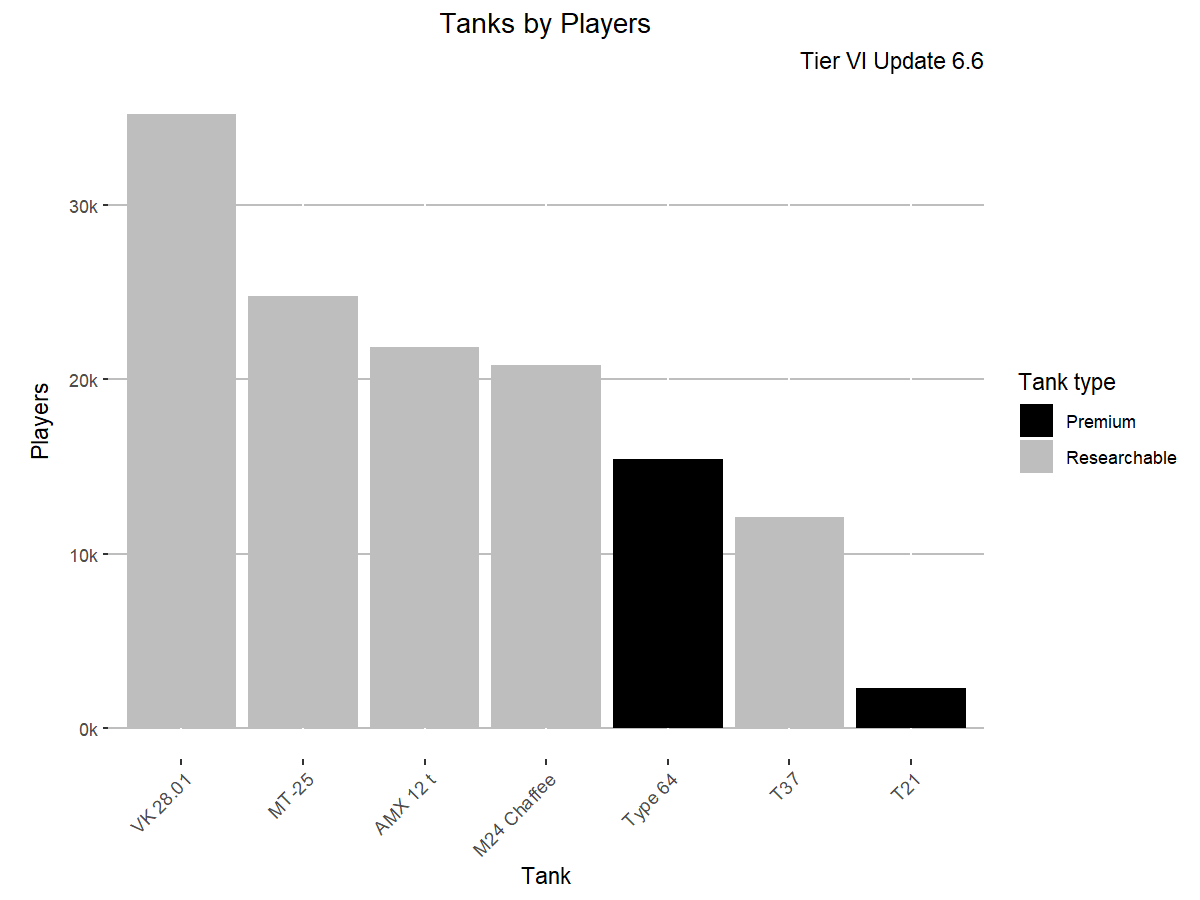 Tanks by Players
Tier VI Update 6.6
Players
30k
20k
10k
0k
VK 28.01
MT-25
AMX 12 t
M24 Chaffee
Type 64
T37
T21
Tank
Tank type
Premium
Researchable